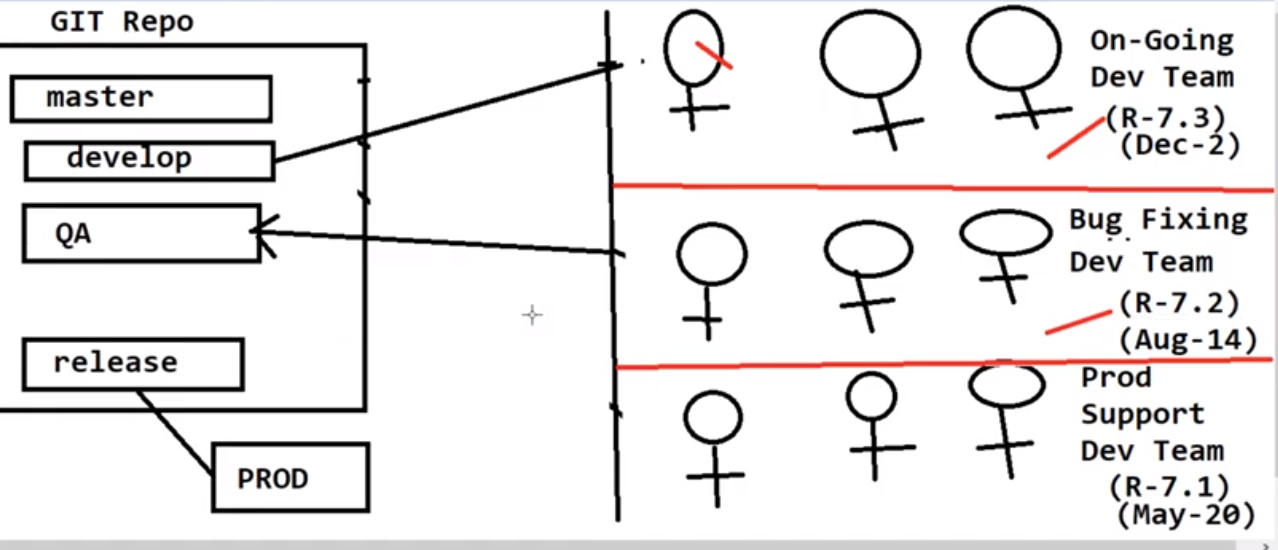 GIT Repo
master
develop
QA
release
PROD
On-Going
Dev Team
(R-7.3)
(Dec-2)
Bug Fixing
Dev Team
(R-7.2)
(Aug-14)
Prod
Support
Dev Team
(R-7.1)
(May-20)